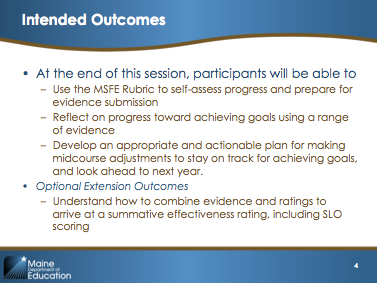 Intended Outcomes
• At the end of this session, participants will be able to
– Use the MSFE Rubric to self-assess progress and prepare for
evidence submission
– Reflect on progress toward achieving goals using a range
of evidence
– Develop an appropriate and actionable plan for making
midcourse adjustments to stay on track for achieving goals,
and look ahead to next year.
• Optional Extension Outcomes
– Understand how to combine evidence and ratings to
arrive at a summative effectiveness rating, including SLO
scoring
Maine
Department of
Education
4